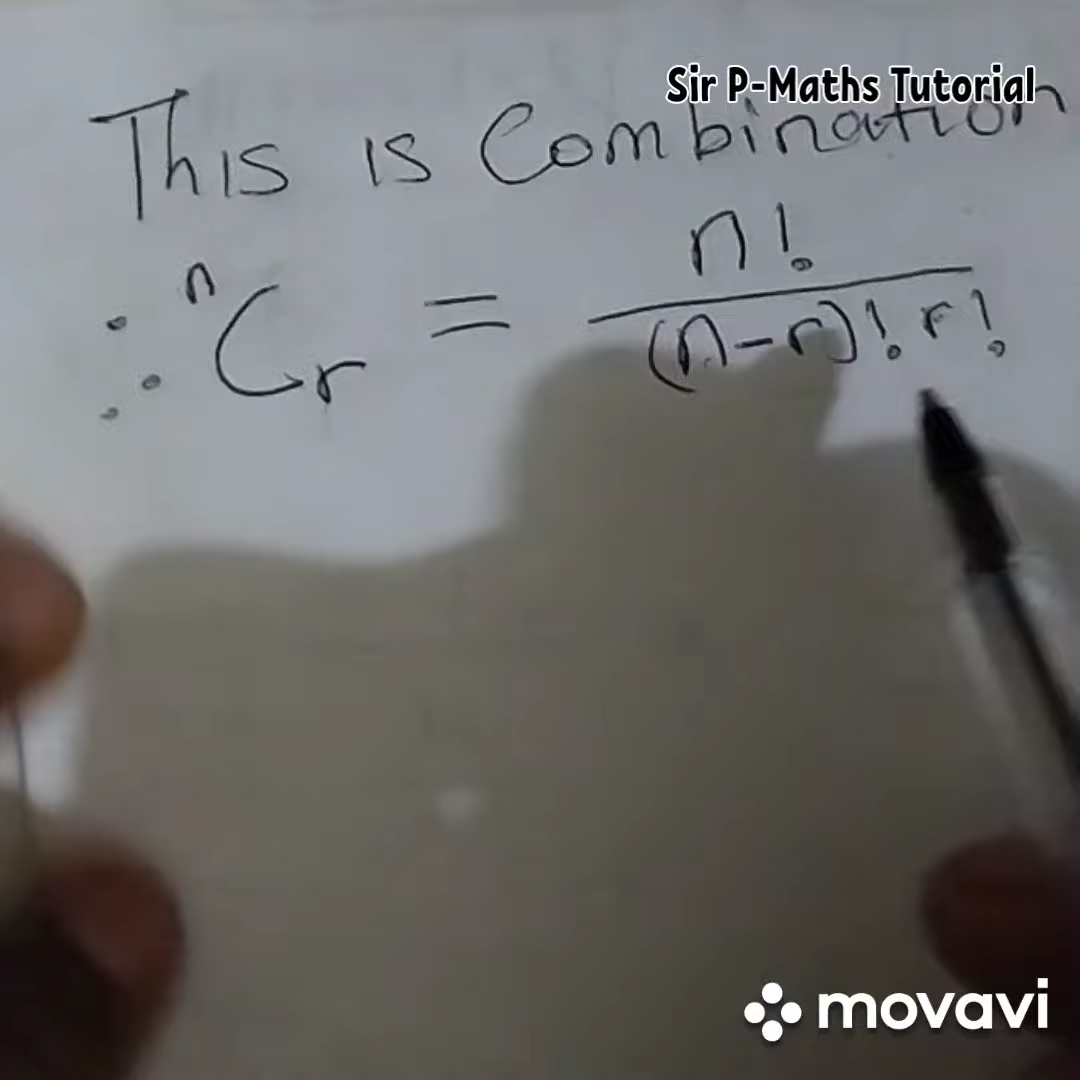 Sir P-Maths Tutorial
This is Combination
∴ ⁿCᵣ = n! / (n-r)! r!
movavi